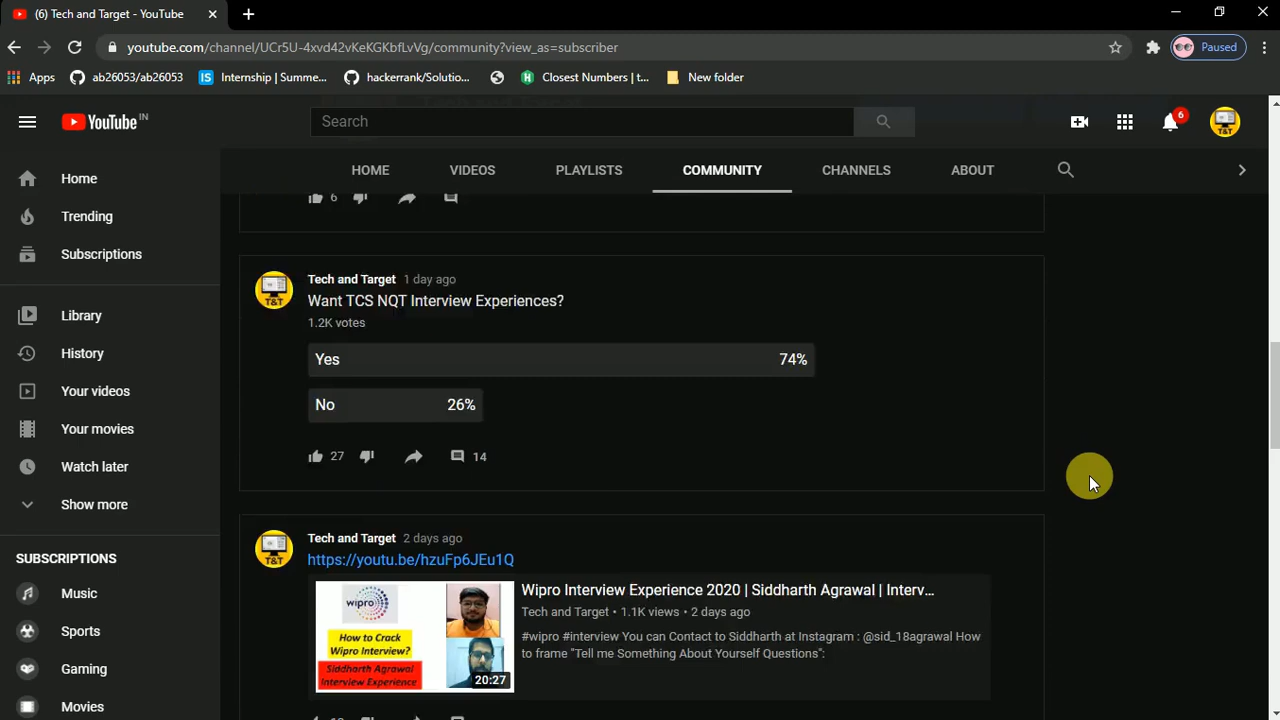 (6) Tech and Target - YouTube
youtube.com/channel/UCr5U-4xvd42vKeKGKbfLvVg/community?view_as=subscriber
Paused
Apps
ab26053/ab26053
IS
Internship | Summe...
hackerrank/Solutio...
Closest Numbers | t...
New folder
YouTube IN
Search
6
HOME
VIDEOS
PLAYLISTS
COMMUNITY
CHANNELS
ABOUT
Home
Trending
Subscriptions
Library
History
Your videos
Your movies
Watch later
Show more
SUBSCRIPTIONS
Music
Sports
Gaming
Movies
6
T&T
Tech and Target 1 day ago
Want TCS NQT Interview Experiences?
1.2K votes
Yes 74%
No 26%
27
14
T&T
Tech and Target 2 days ago
https://youtu.be/hzuFp6JEu1Q
wipro
How to Crack
Wipro Interview?
Siddharth Agrawal
Interview Experience
20:27
Wipro Interview Experience 2020 | Siddharth Agrawal | Interv...
Tech and Target • 1.1K views • 2 days ago
#wipro #interview You can Contact to Siddharth at Instagram : @sid_18agrawal How
to frame "Tell me Something About Yourself Questions":